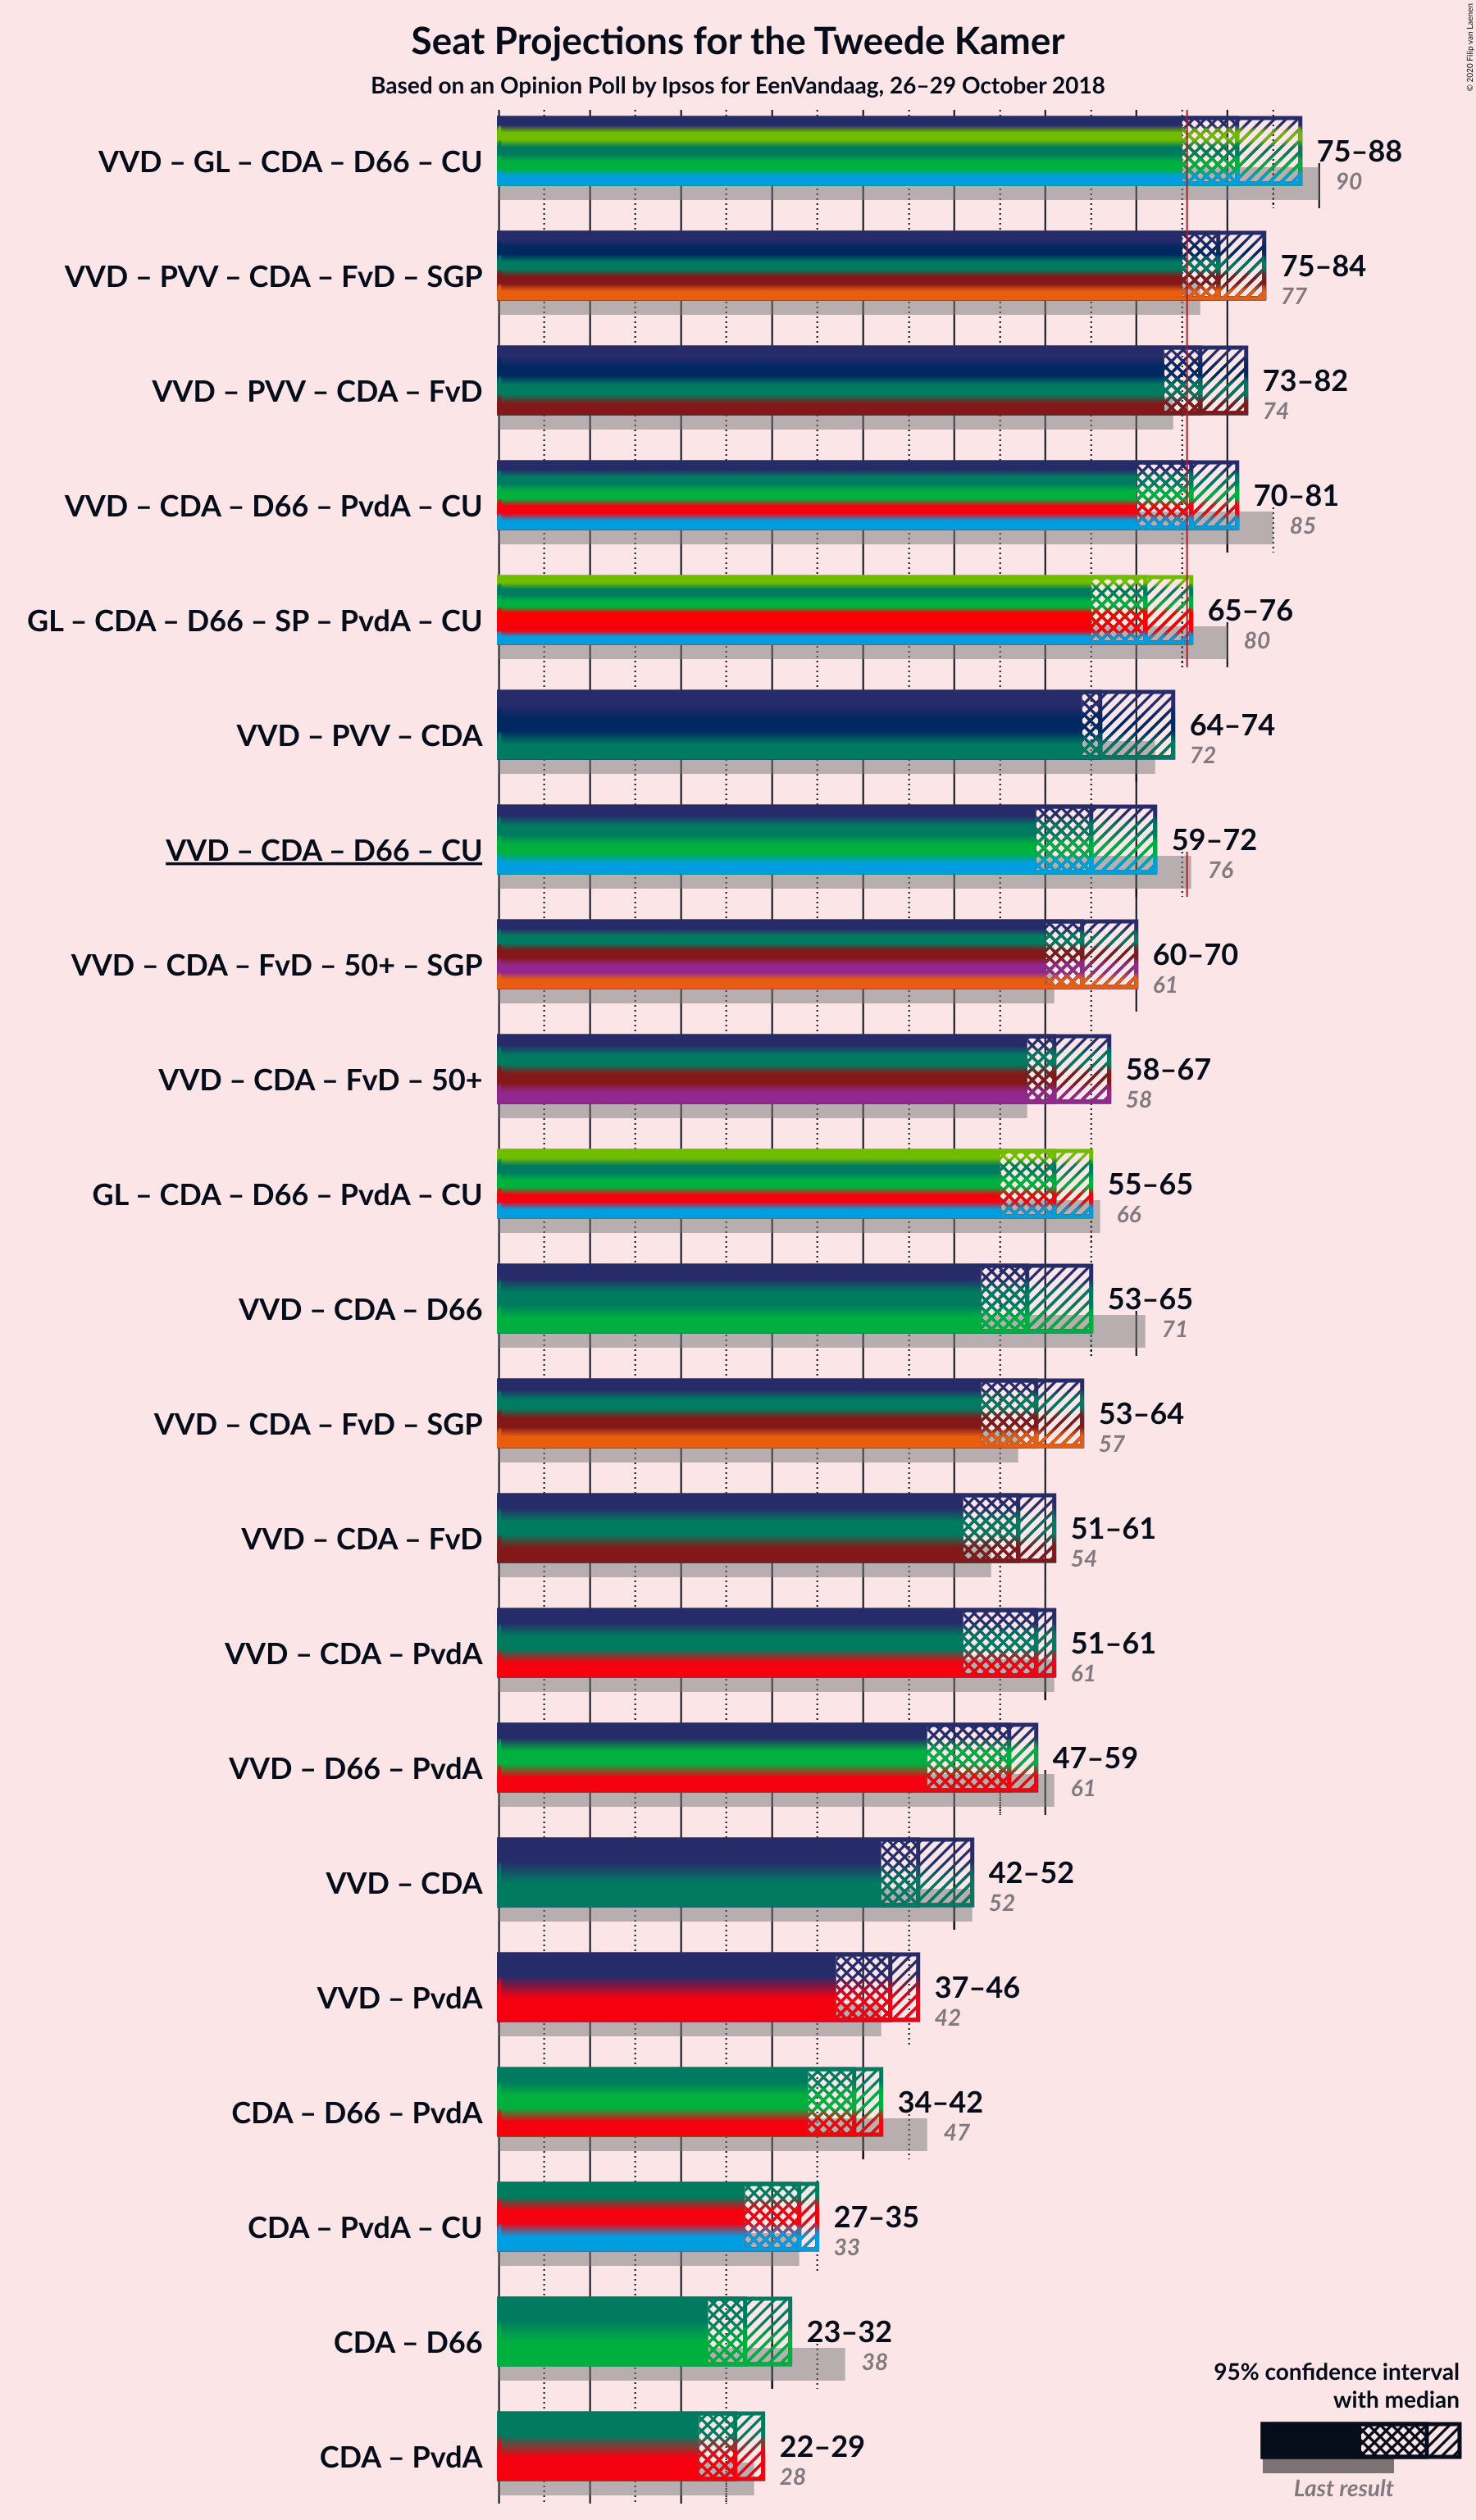 Seat Projections for the Tweede Kamer
Based on an Opinion Poll by Ipsos for EenVandaag, 26–29 October 2018
© 2020 Filip van Laenen
VVD – GL – CDA – D66 – CU
75–88
90
VVD – PVV – CDA – FvD – SGP
75–84
77
VVD – PVV – CDA – FvD
73–82
74
VVD – CDA – D66 – PvdA – CU
70–81
85
GL – CDA – D66 – SP – PvdA – CU
65–76
80
VVD – PVV – CDA
64–74
72
VVD – CDA – D66 – CU
59–72
76
VVD – CDA – FvD – 50+ – SGP
60–70
61
VVD – CDA – FvD – 50+
58–67
58
GL – CDA – D66 – PvdA – CU
55–65
66
VVD – CDA – D66
53–65
71
VVD – CDA – FvD – SGP
53–64
57
VVD – CDA – FvD
51–61
54
VVD – CDA – PvdA
51–61
61
VVD – D66 – PvdA
47–59
61
VVD – CDA
42–52
52
VVD – PvdA
37–46
42
CDA – D66 – PvdA
34–42
47
CDA – PvdA – CU
27–35
33
CDA – D66
23–32
38
CDA – PvdA
22–29
28
95% confidence interval
with median
Last result